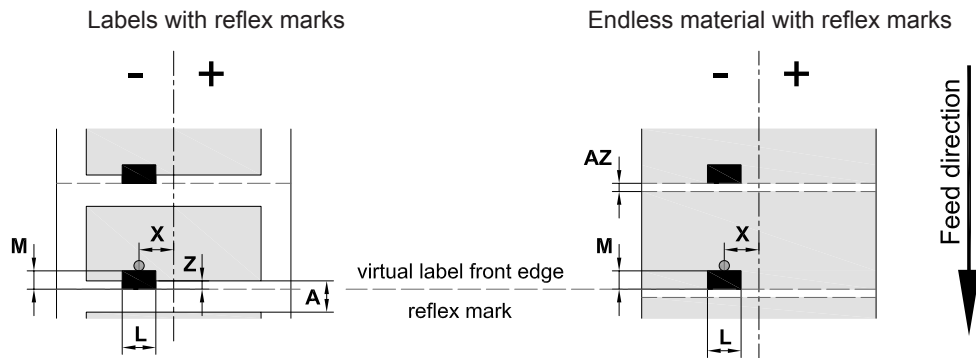 Labels with reflex marks
Endless material with reflex marks
- +
- +
AZ
Feed direction
X
X
M
Z
M
virtual label front edge
A
reflex mark
L
L